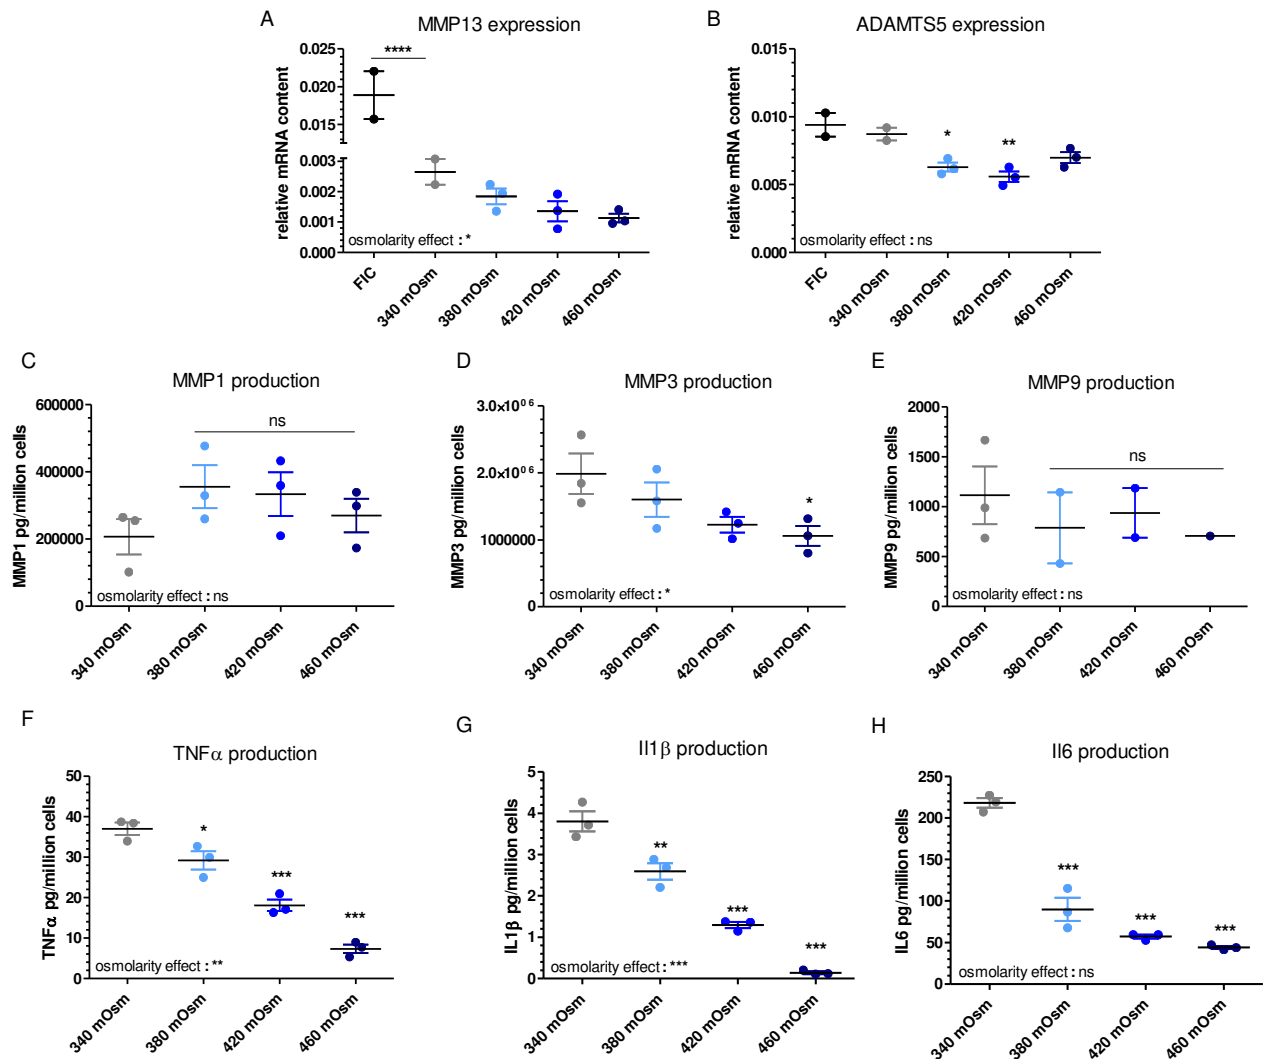 A
MMP13 expression
relative mRNA content
0.025
0.020
0.015
0.003
0.002
0.001
0.000
****
osmolarity effect : *
FIC
340 mOsm
380 mOsm
420 mOsm
460 mOsm
B
ADAMTS5 expression
relative mRNA content
0.015
0.010
0.005
0.000
*
**
osmolarity effect : ns
FIC
340 mOsm
380 mOsm
420 mOsm
460 mOsm
C
MMP1 production
MMP1 pg/million cells
600000
400000
200000
0
ns
osmolarity effect : ns
340 mOsm
380 mOsm
420 mOsm
460 mOsm
D
MMP3 production
MMP3 pg/million cells
3.0×10⁰⁶
2.0×10⁰⁶
1000000
0
*
osmolarity effect : *
340 mOsm
380 mOsm
420 mOsm
460 mOsm
E
MMP9 production
MMP9 pg/million cells
2000
1500
1000
500
0
ns
osmolarity effect : ns
340 mOsm
380 mOsm
420 mOsm
460 mOsm
F
TNFα production
TNFα pg/million cells
50
40
30
20
10
0
*
***
***
osmolarity effect : **
340 mOsm
380 mOsm
420 mOsm
460 mOsm
G
Il1β production
IL1β pg/million cells
5
4
3
2
1
0
**
***
***
osmolarity effect : ***
340 mOsm
380 mOsm
420 mOsm
460 mOsm
H
Il6 production
IL6 pg/million cells
250
200
150
100
50
0
***
***
***
osmolarity effect : ns
340 mOsm
380 mOsm
420 mOsm
460 mOsm